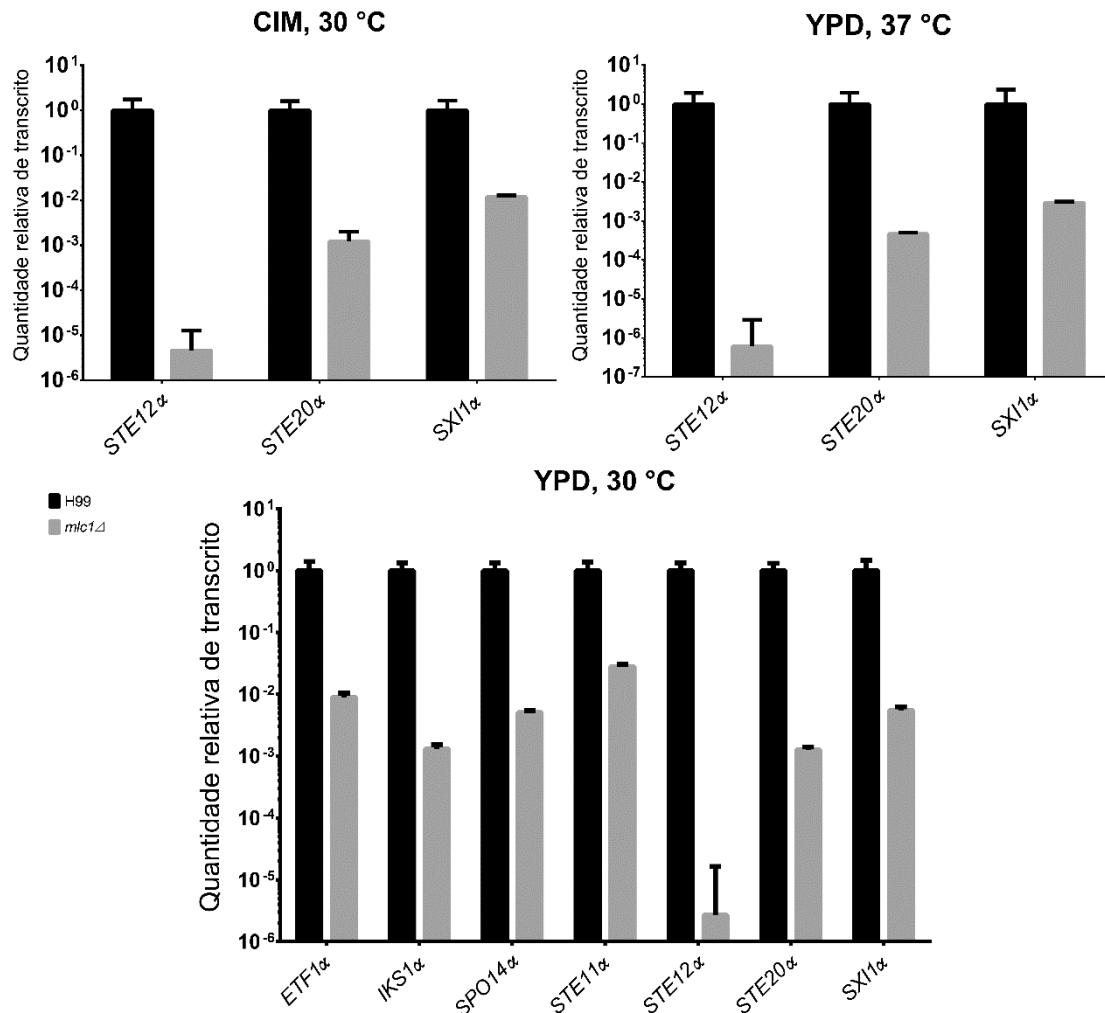 CIM, 30 °C
Quantidade relativa de transcrito
10¹
10⁰
10⁻¹
10⁻²
10⁻³
10⁻⁴
10⁻⁵
10⁻⁶
STE12α
STE20α
SXI1α
YPD, 37 °C
Quantidade relativa de transcrito
10¹
10⁰
10⁻¹
10⁻²
10⁻³
10⁻⁴
10⁻⁵
10⁻⁶
10⁻⁷
STE12α
STE20α
SXI1α
H99
mlc1Δ
YPD, 30 °C
Quantidade relativa de transcrito
10¹
10⁰
10⁻¹
10⁻²
10⁻³
10⁻⁴
10⁻⁵
10⁻⁶
ETF1α
IKS1α
SPO14α
STE11α
STE12α
STE20α
SXI1α